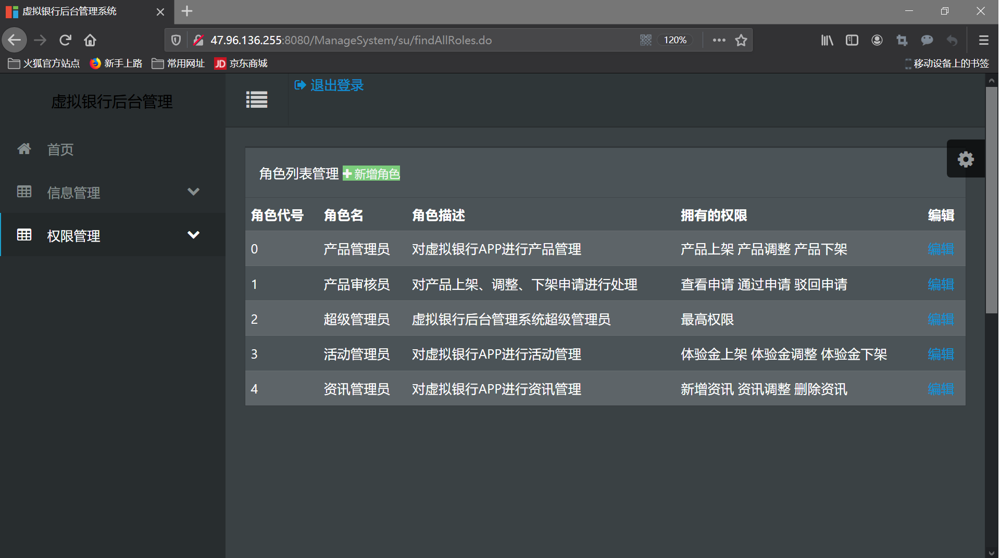 虚拟银行后台管理系统
47.96.136.255:8080/ManageSystem/su/findAllRoles.do
120%
火狐官方站点 新手上路 常用网址 JD 京东商城 移动设备上的书签
虚拟银行后台管理
退出登录
首页
信息管理
权限管理
角色列表管理 新增角色
角色代号 角色名 角色描述 拥有的权限 编辑
0 产品管理员 对虚拟银行APP进行产品管理 产品上架 产品调整 产品下架 编辑
1 产品审核员 对产品上架、调整、下架申请进行处理 查看申请 通过申请 驳回申请 编辑
2 超级管理员 虚拟银行后台管理系统超级管理员 最高权限 编辑
3 活动管理员 对虚拟银行APP进行活动管理 体验金上架 体验金调整 体验金下架 编辑
4 资讯管理员 对虚拟银行APP进行资讯管理 新增资讯 资讯调整 删除资讯 编辑